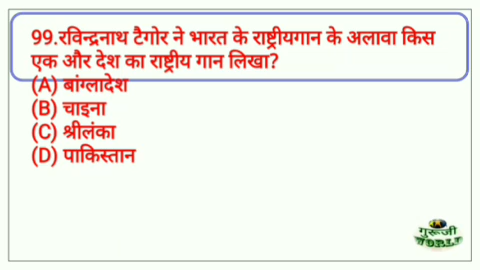 99.रविन्द्रनाथ टैगोर ने भारत के राष्ट्रीयगान के अलावा किस
एक और देश का राष्ट्रीय गान लिखा?
(A) बांग्लादेश
(B) चाइना
(C) श्रीलंका
(D) पाकिस्तान
गुरूजी
WORLD